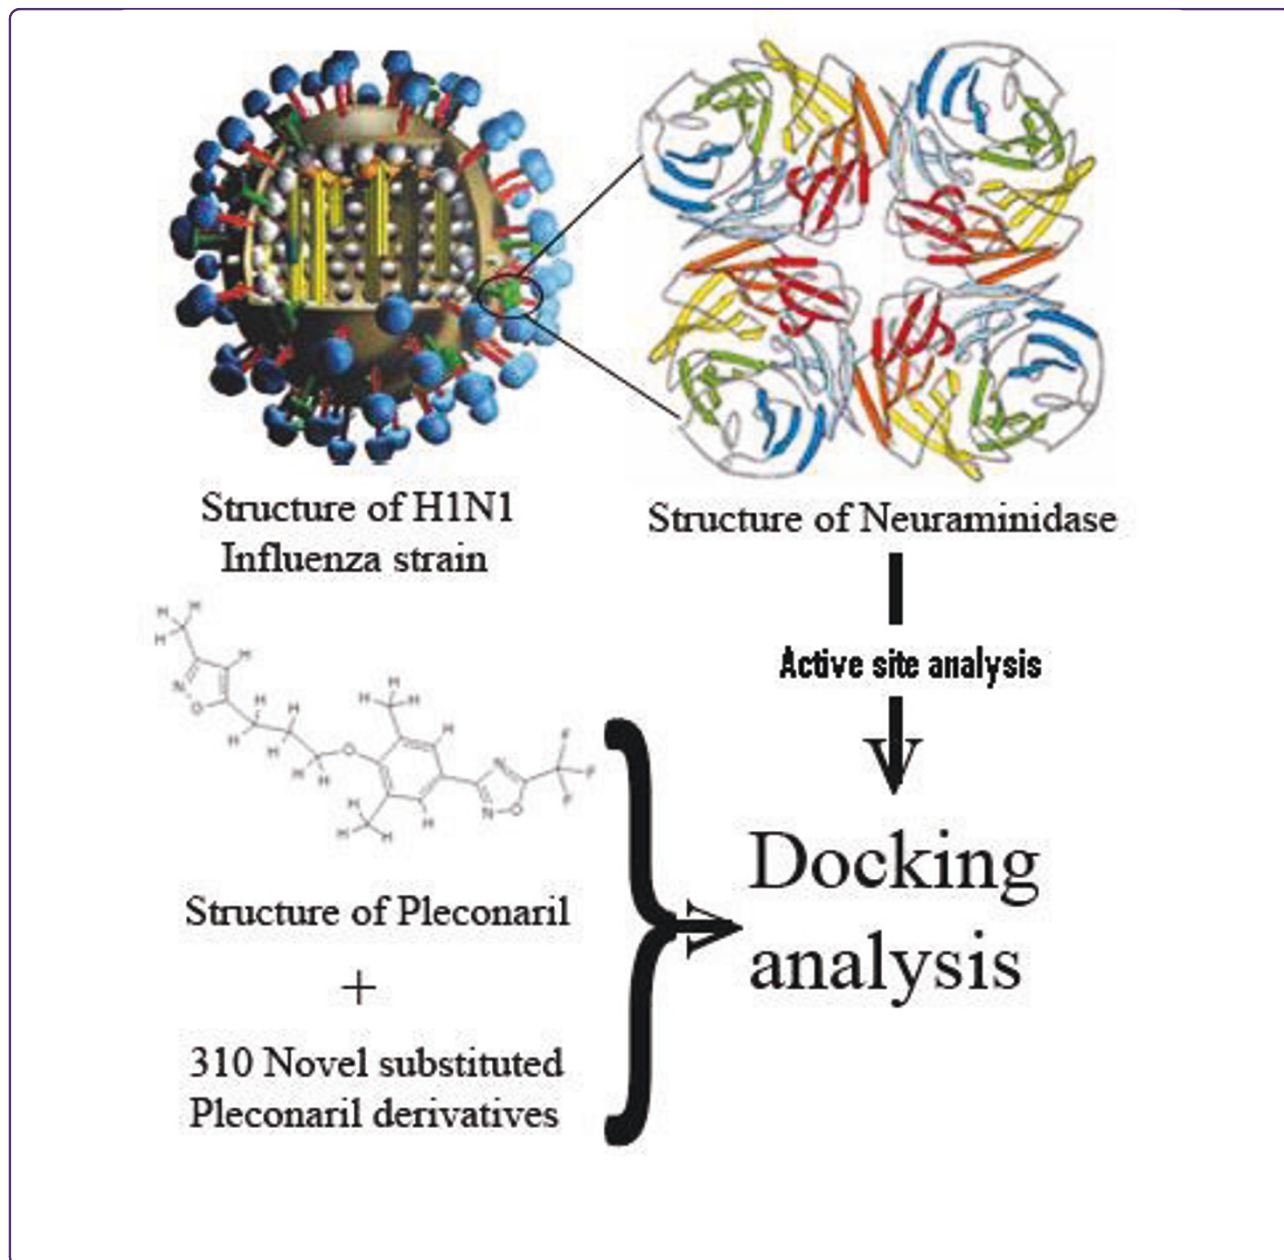 Structure of H1N1
Influenza strain
Structure of Neuraminidase
Active site analysis
H
H
H
H
N
O
H
H
H
H
H
H
O
H
H
H
H
H
H
H
H
N
N
O
F
F
F
Docking
analysis
Structure of Pleconaril
+
310 Novel substituted
Pleconaril derivatives